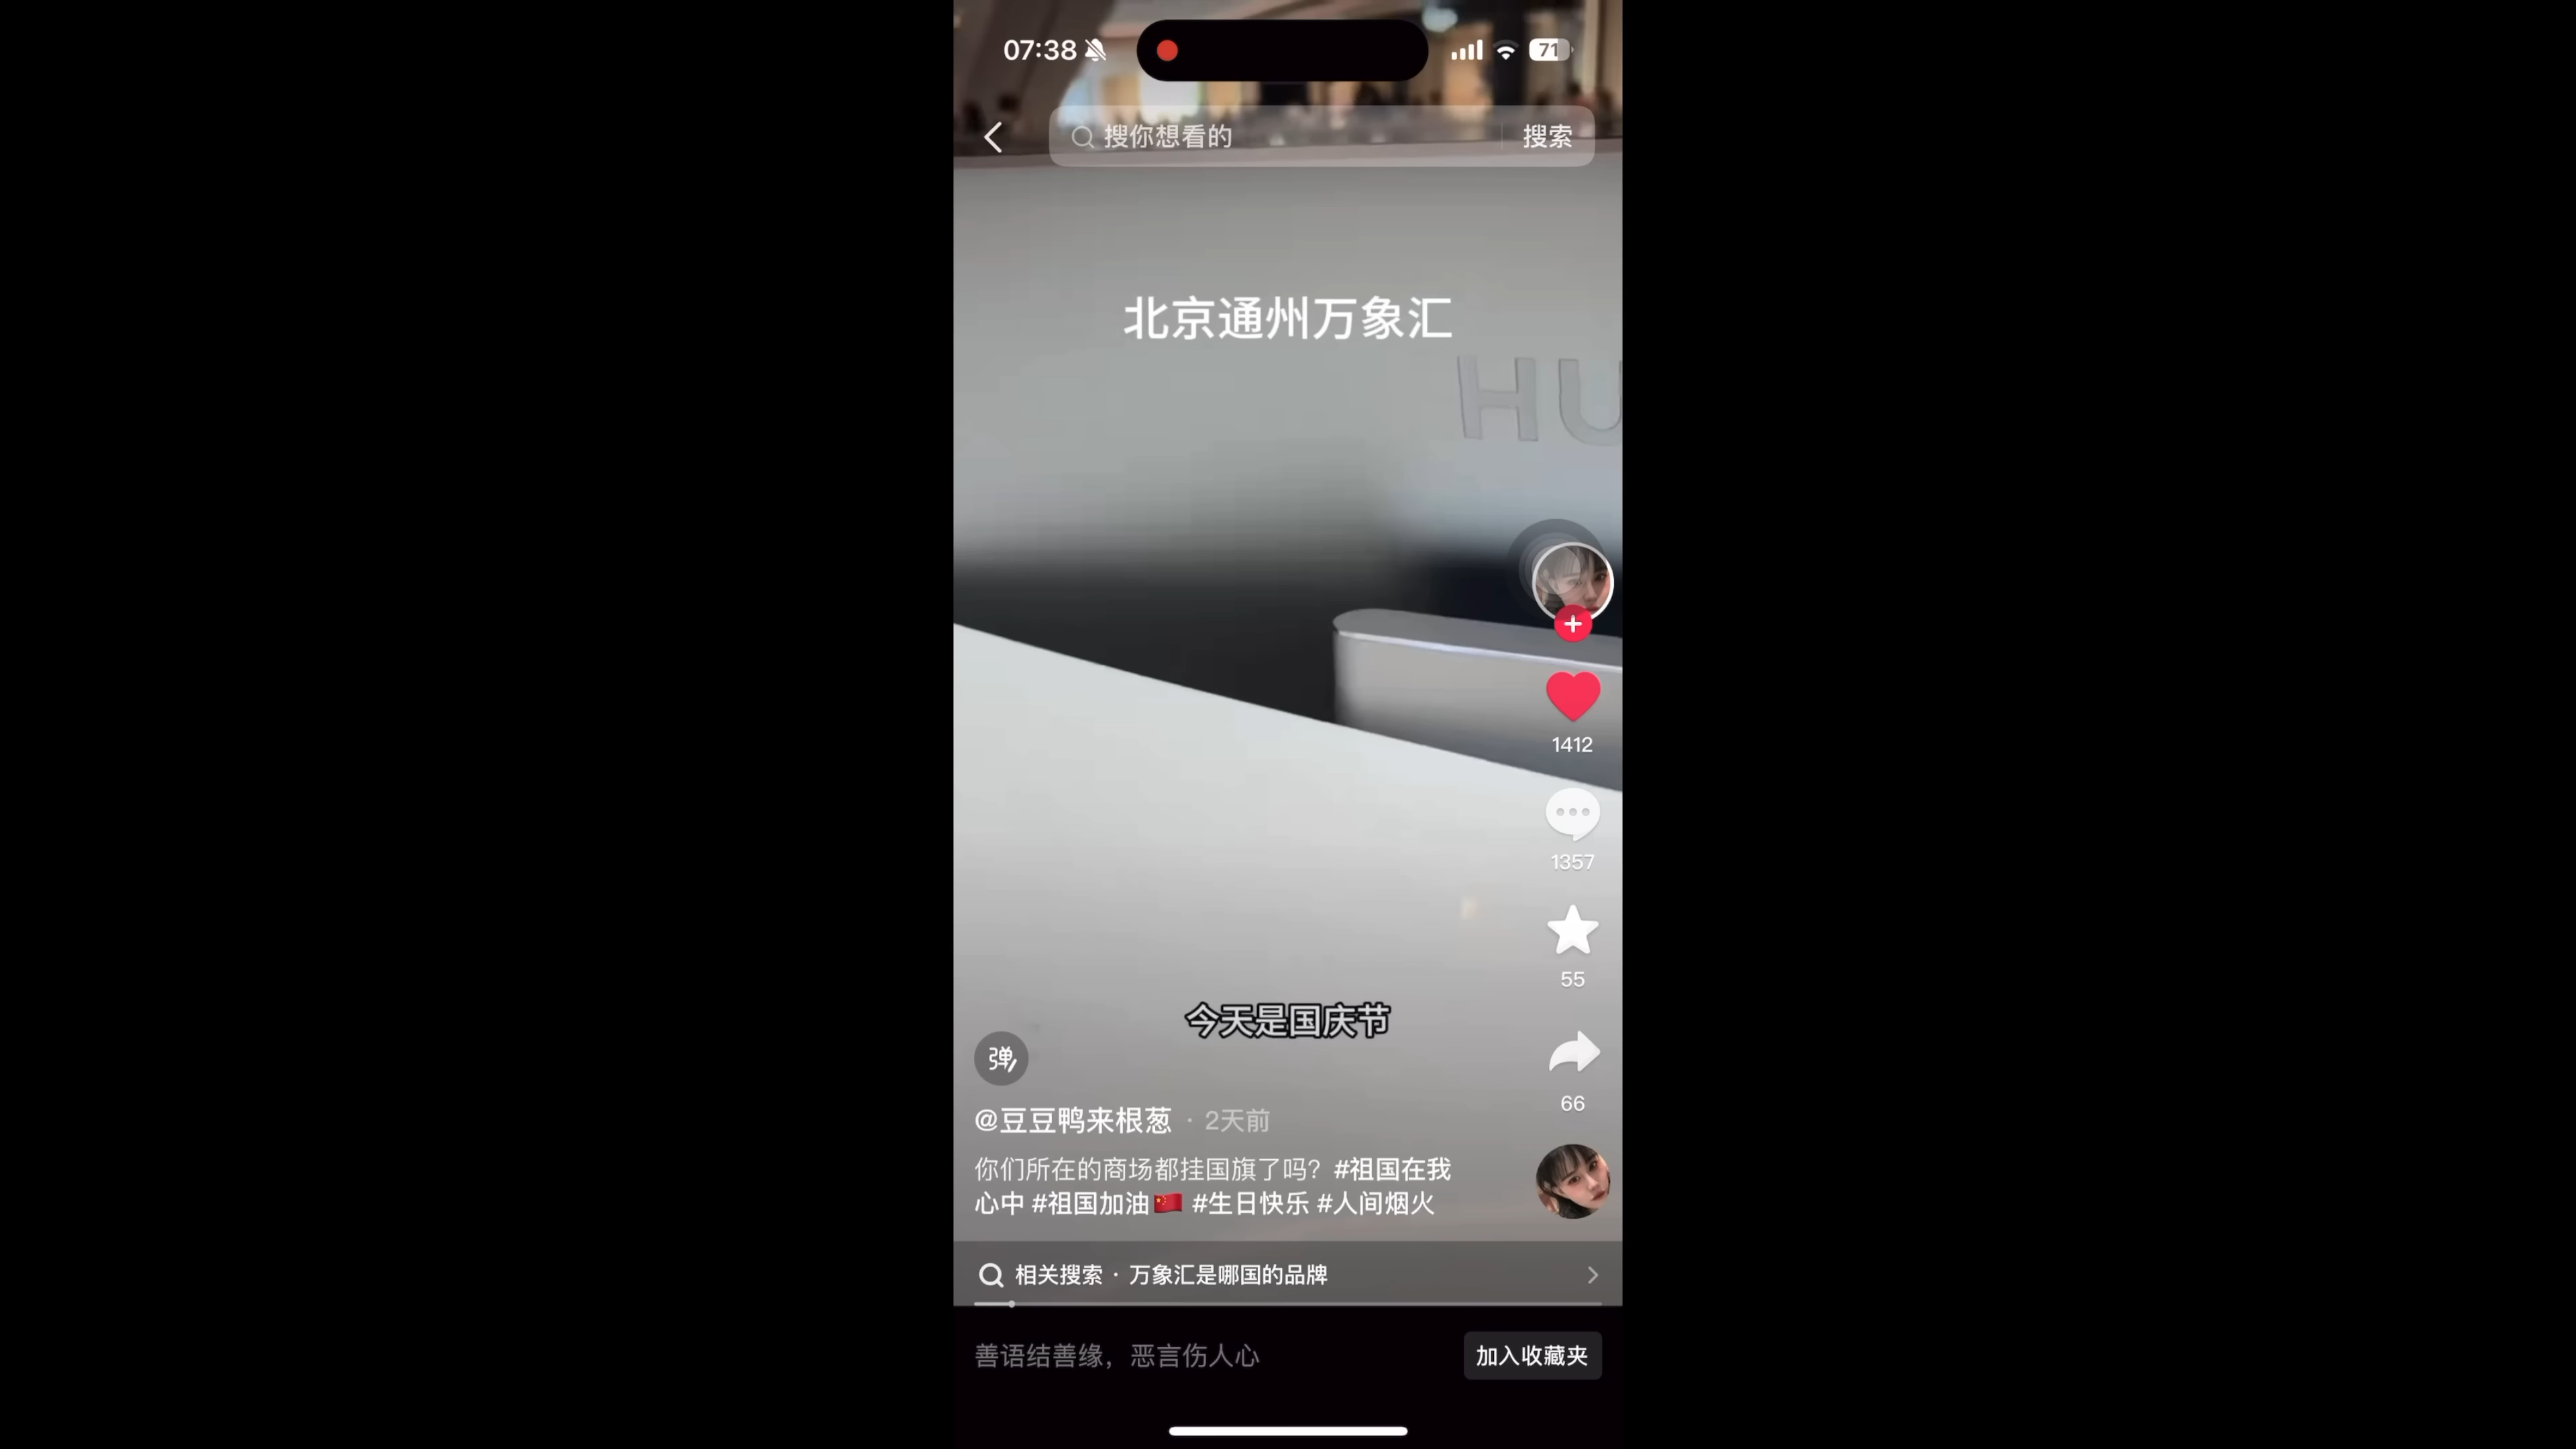 07:38
71
搜你想看的
搜索
北京通州万象汇
HU
1412
1357
55
今天是国庆节
弹
66
@豆豆鸭来根葱 · 2天前
你们所在的商场都挂国旗了吗？#祖国在我
心中 #祖国加油🇨🇳 #生日快乐 #人间烟火
相关搜索 · 万象汇是哪国的品牌
善语结善缘，恶言伤人心
加入收藏夹